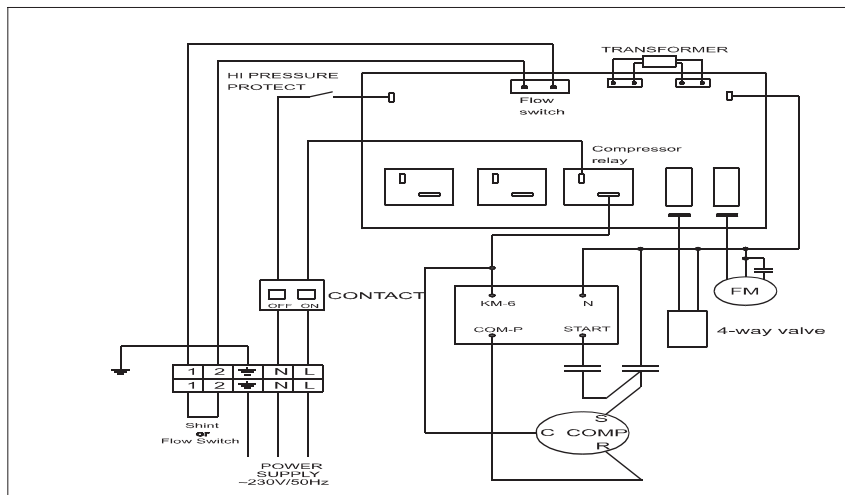 TRANSFORMER
HI PRESSURE
PROTECT
Flow
switch
Compressor
relay
OFF ON
CONTACT
KM-6 N
COM-P START
FM
4-way valve
1 2 N L
1 2 N L
Shint
or
Flow Switch
S
C COMP
R
POWER
SUPPLY
~230V/50Hz